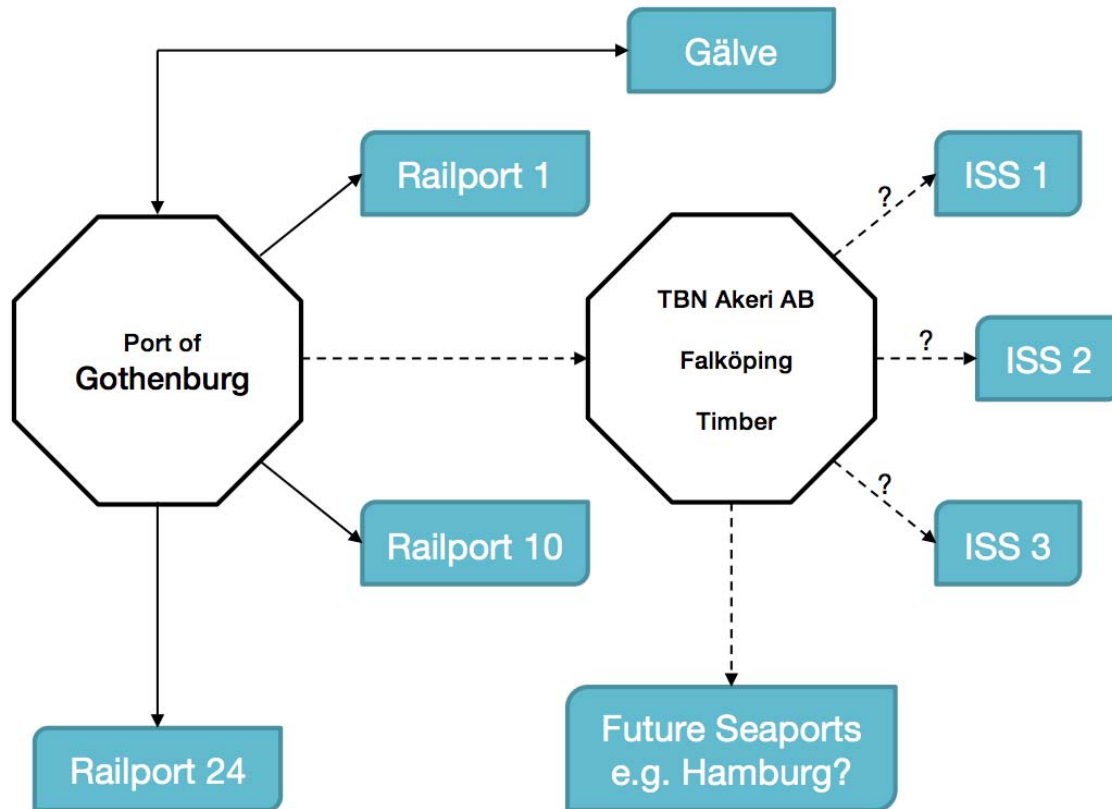 Gälve
Railport 1
ISS 1
?
Port of
Gothenburg
TBN Akeri AB
Falköping
Timber
?
ISS 2
?
ISS 3
Railport 10
Railport 24
Future Seaports
e.g. Hamburg?